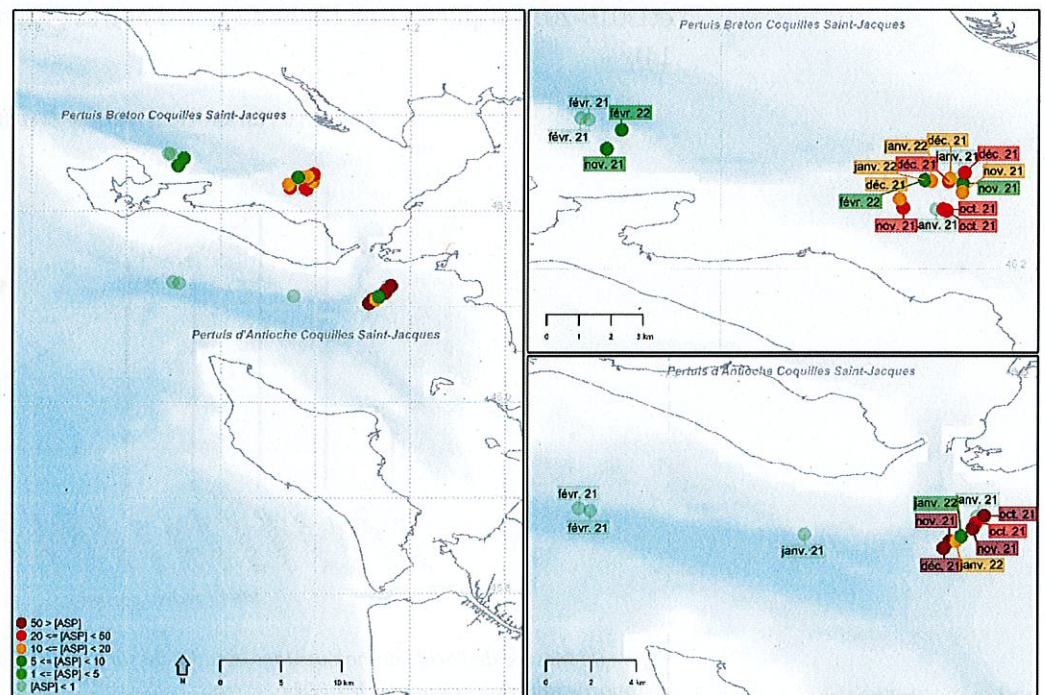 Pertuis Breton Coquilles Saint-Jacques
46.2
Pertuis d'Antioche Coquilles Saint-Jacques
50 > [ASP]
20 <= [ASP] < 50
10 <= [ASP] < 20
5 <= [ASP] < 10
1 <= [ASP] < 5
[ASP] < 1
N
0 5 10 km
Pertuis Breton Coquilles Saint-Jacques
févr. 21
févr. 22
févr. 21
nov. 21
déc. 21
janv. 22
janv. 21
déc. 21
janv. 22
déc. 21
nov. 21
déc. 21
nov. 21
févr. 22
nov. 21
janv. 21
oct. 21
oct. 21
46.2
0 1 2 3 km
Pertuis d'Antioche Coquilles Saint-Jacques
févr. 21
févr. 21
janv. 21
janv. 22
janv. 21
oct. 21
nov. 21
oct. 21
nov. 21
déc. 21
janv. 22
0 2 4 km